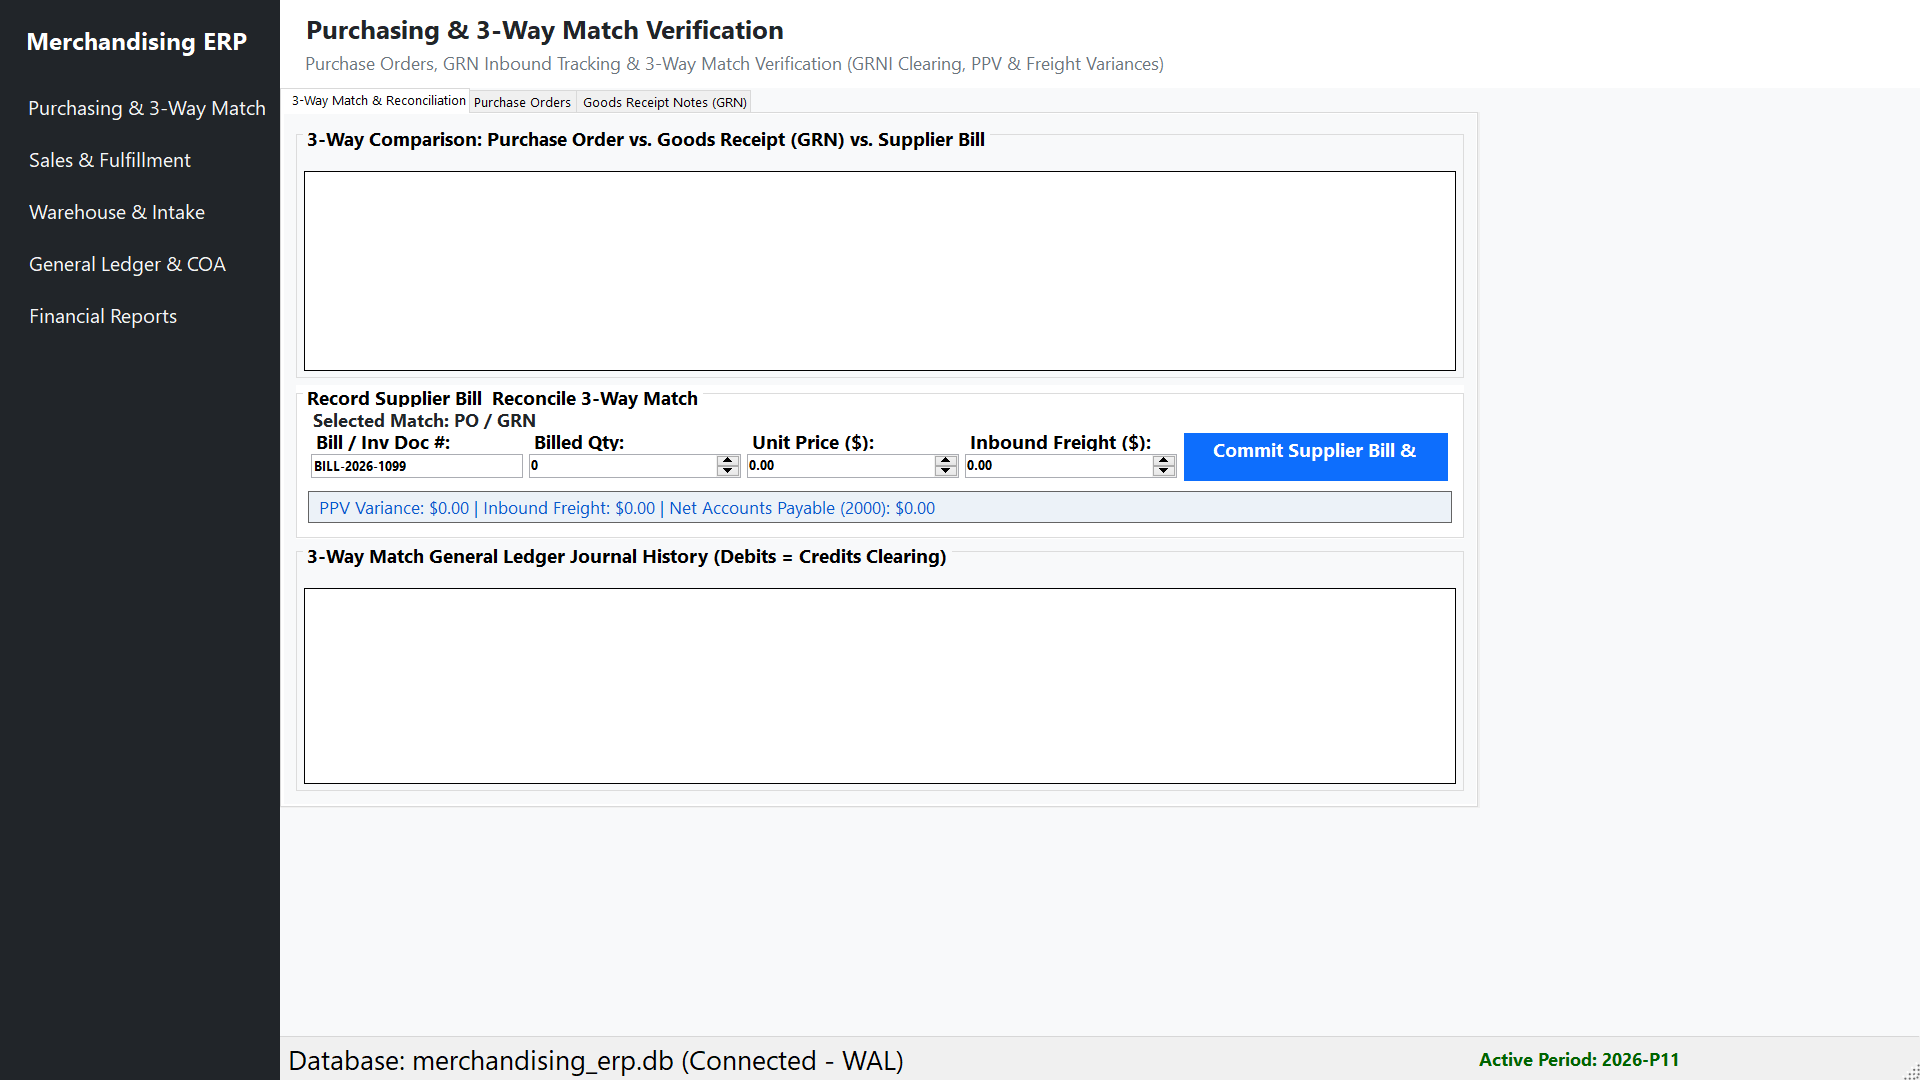 Merchandising ERP
Purchasing & 3-Way Match
Sales & Fulfillment
Warehouse & Intake
General Ledger & COA
Financial Reports
Purchasing & 3-Way Match Verification
Purchase Orders, GRN Inbound Tracking & 3-Way Match Verification (GRNI Clearing, PPV & Freight Variances)
3-Way Match & Reconciliation
Purchase Orders
Goods Receipt Notes (GRN)
3-Way Comparison: Purchase Order vs. Goods Receipt (GRN) vs. Supplier Bill
Record Supplier Bill  Reconcile 3-Way Match
Selected Match: PO / GRN
Bill / Inv Doc #:
Billed Qty:
Unit Price ($):
Inbound Freight ($):
BILL-2026-1099
0
0.00
0.00
Commit Supplier Bill &
PPV Variance: $0.00 | Inbound Freight: $0.00 | Net Accounts Payable (2000): $0.00
3-Way Match General Ledger Journal History (Debits = Credits Clearing)
Database: merchandising_erp.db (Connected - WAL)
Active Period: 2026-P11